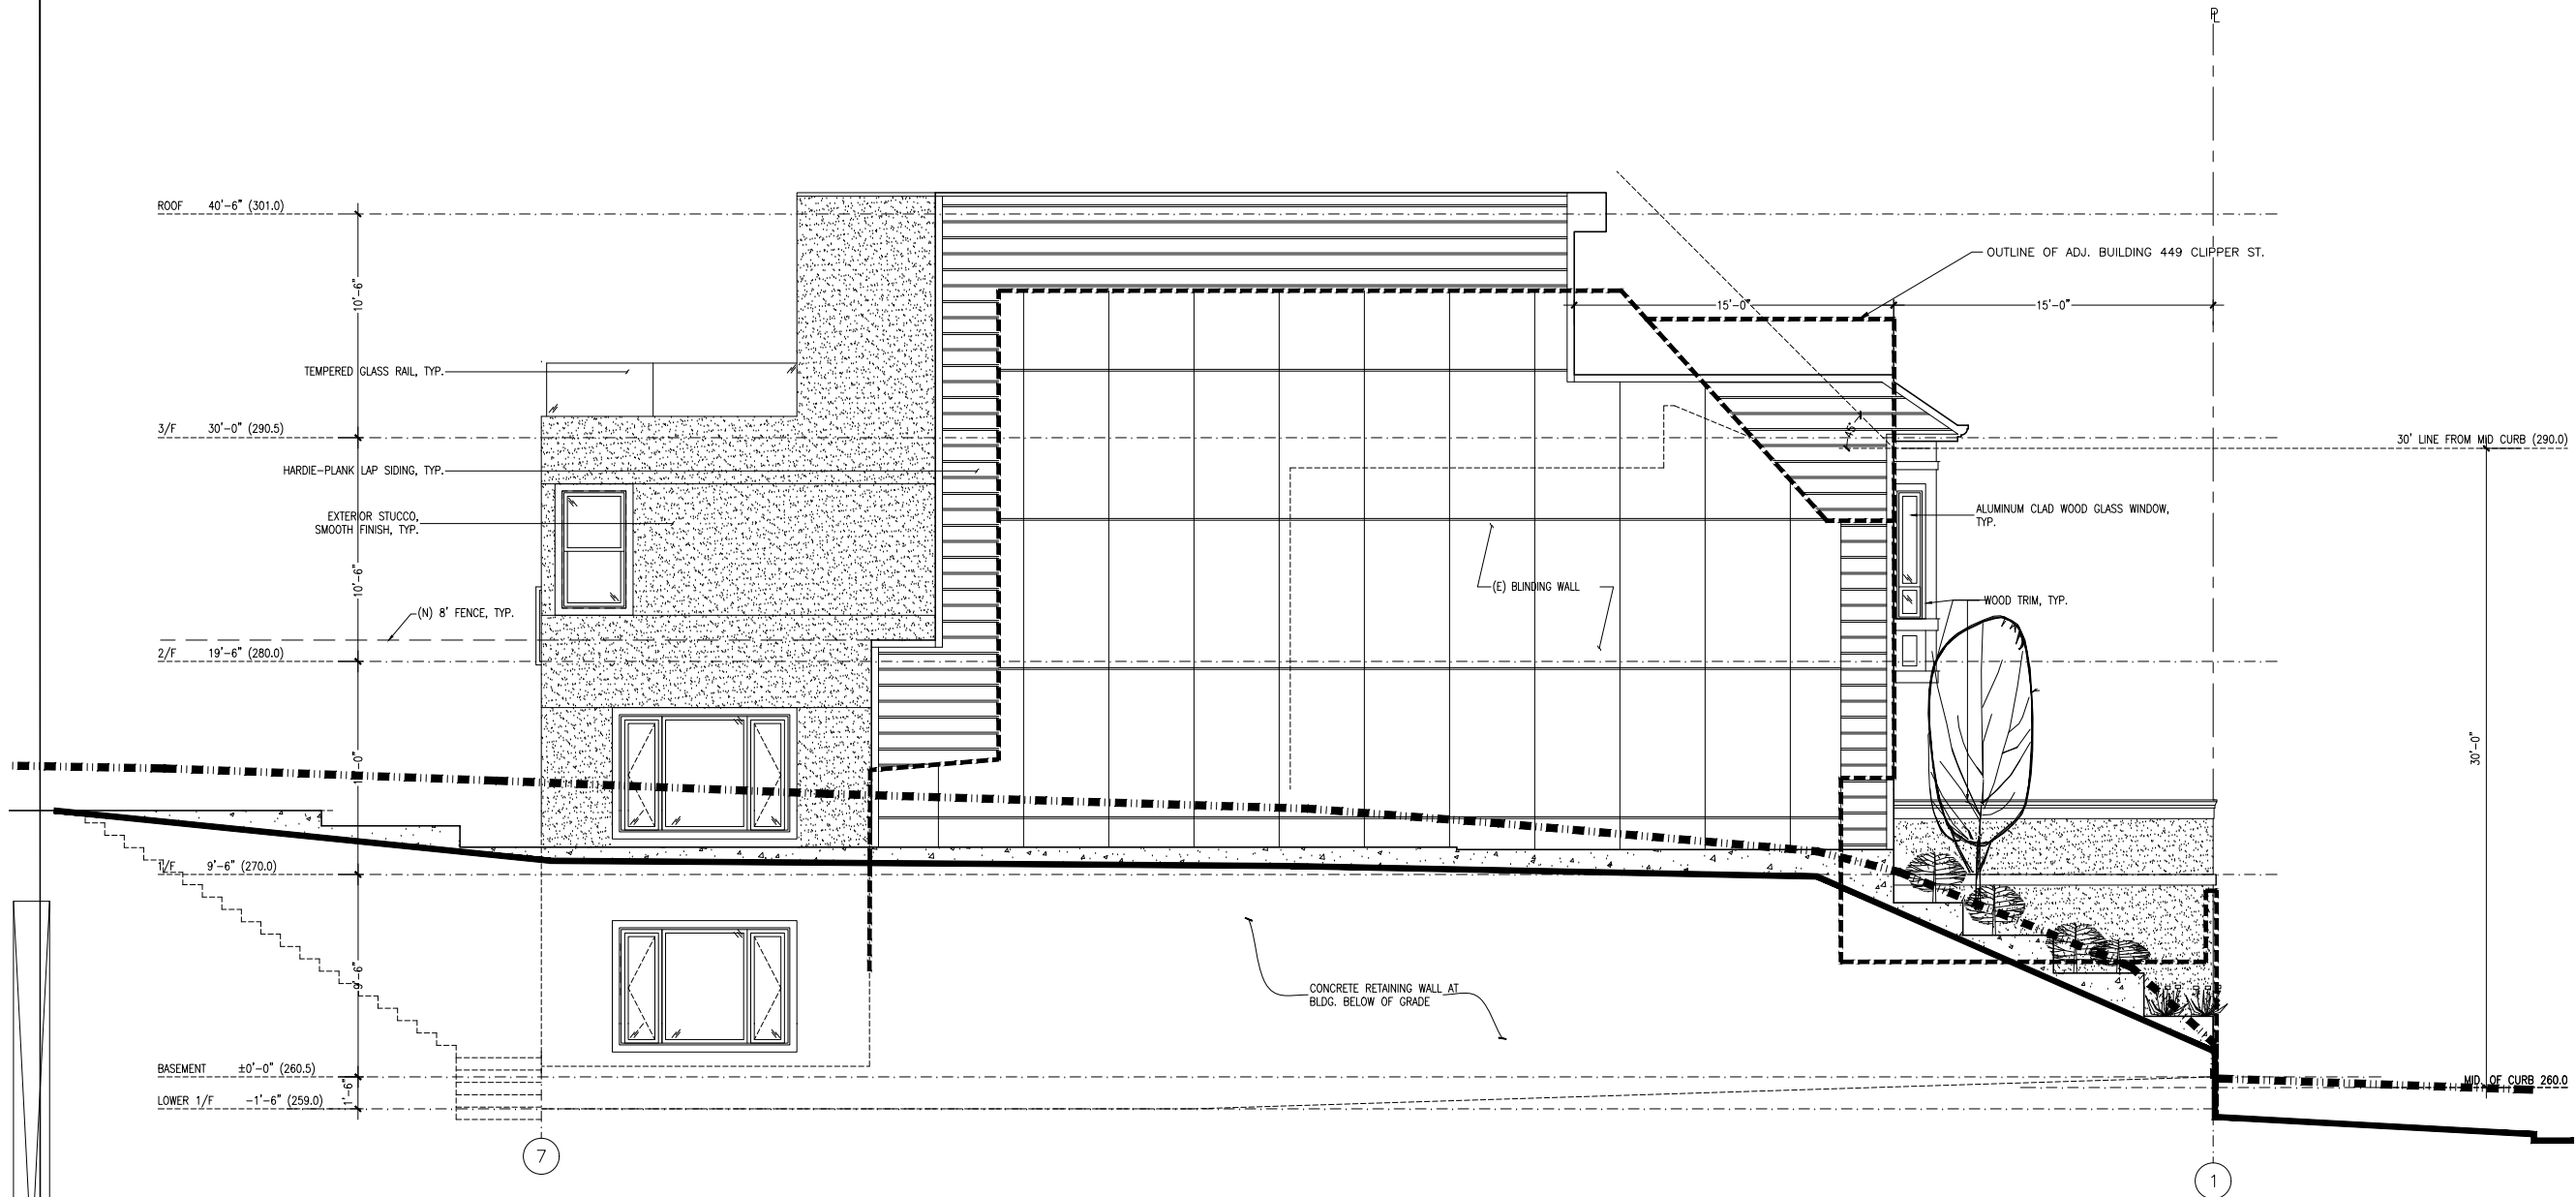 PL
ROOF 40'-6" (301.0)
10'-6"
OUTLINE OF ADJ. BUILDING 449 CLIPPER ST.
15'-0"
15'-0"
TEMPERED GLASS RAIL, TYP.
3/F 30'-0" (290.5)
45°
30' LINE FROM MID CURB (290.0)
HARDIE-PLANK LAP SIDING, TYP.
EXTERIOR STUCCO,
SMOOTH FINISH, TYP.
ALUMINUM CLAD WOOD GLASS WINDOW,
TYP.
10'-6"
(E) BLINDING WALL
WOOD TRIM, TYP.
(N) 8' FENCE, TYP.
2/F 19'-6" (280.0)
30'-0"
1/F 9'-6" (270.0)
9'-6"
CONCRETE RETAINING WALL AT
BLDG. BELOW OF GRADE
BASEMENT ±0'-0" (260.5)
MID. OF CURB 260.0
1'-6"
LOWER 1/F -1'-6" (259.0)
7
1